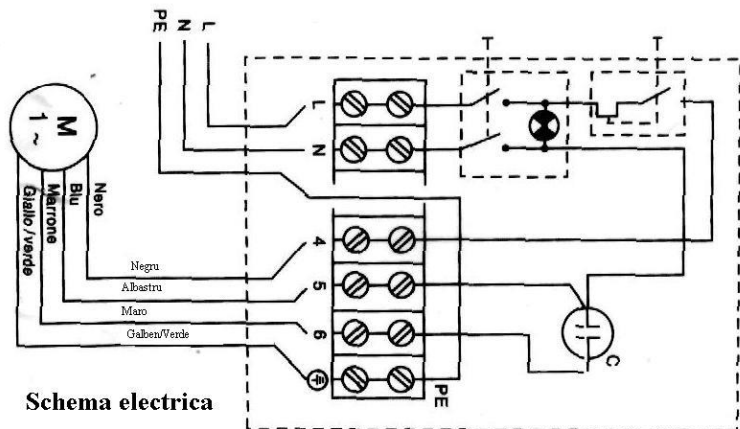 PE
N
L
L
N
4
5
6
PE
M
1 ~
Nero
Blu
Marrone
Giallo/verde
Negru
Albastru
Maro
Galben/Verde
C
Schema electrica